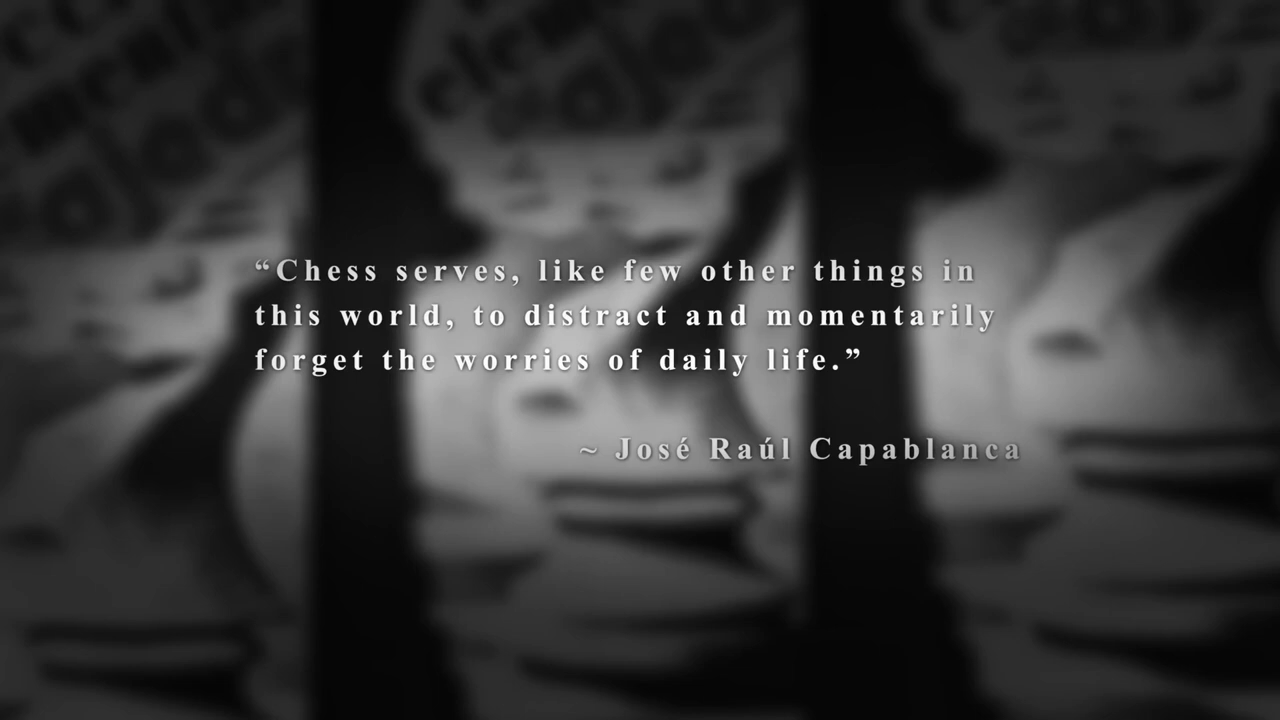 “Chess serves, like few other things in
this world, to distract and momentarily
forget the worries of daily life.”
~ José Raúl Capablanca